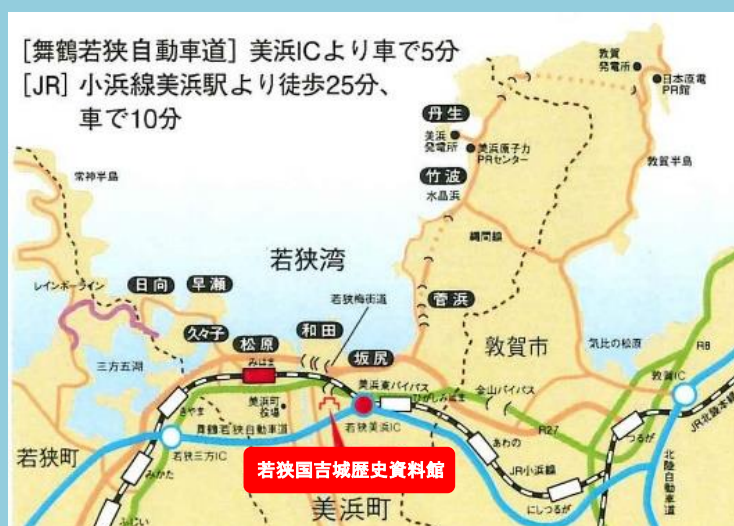 [舞鶴若狭自動車道] 美浜ICより車で5分
[JR] 小浜線美浜駅より徒歩25分、
車で10分
敦賀
発電所
日本原電
PR館
丹生
美浜
発電所
美浜原子力
PRセンター
敦賀半島
常神半島
竹波
水晶浜
縄間線
若狭湾
レインボーライン
日向
早瀬
若狭梅街道
菅浜
久々子
松原
みはま
和田
坂尻
敦賀市
気比の松原
R8
三方五湖
美浜東バイパス
ひがしみはま
金山バイパス
敦賀IC
きやま
美浜町
役場
舞鶴若狭自動車道
若狭美浜IC
R27
JR北陸本線
若狭町
若狭三方IC
あわの
つるが
みかた
若狭国吉城歴史資料館
JR小浜線
北陸自動車道
にしつるが
美浜町
ふじい